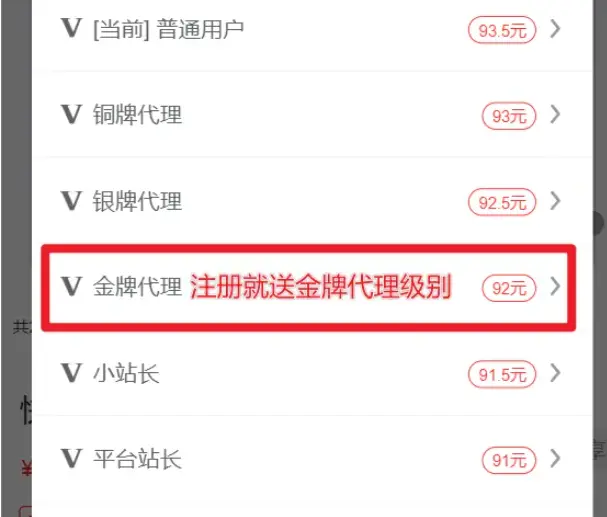 V [当前] 普通用户 93.5元
V 铜牌代理 93元
V 银牌代理 92.5元
V 金牌代理 注册就送金牌代理级别 92元
共2
V 小站长 91.5元
V 平台站长 91元
享
¥